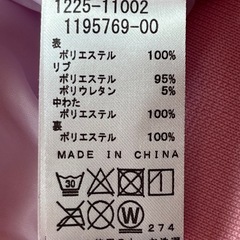 1225-11002
1195769-00
表
ポリエステル 100%
リブ
ポリエステル 95%
ポリウレタン 5%
中わた
ポリエステル 100%
裏
ポリエステル 100%
MADE IN CHINA
30
W 274